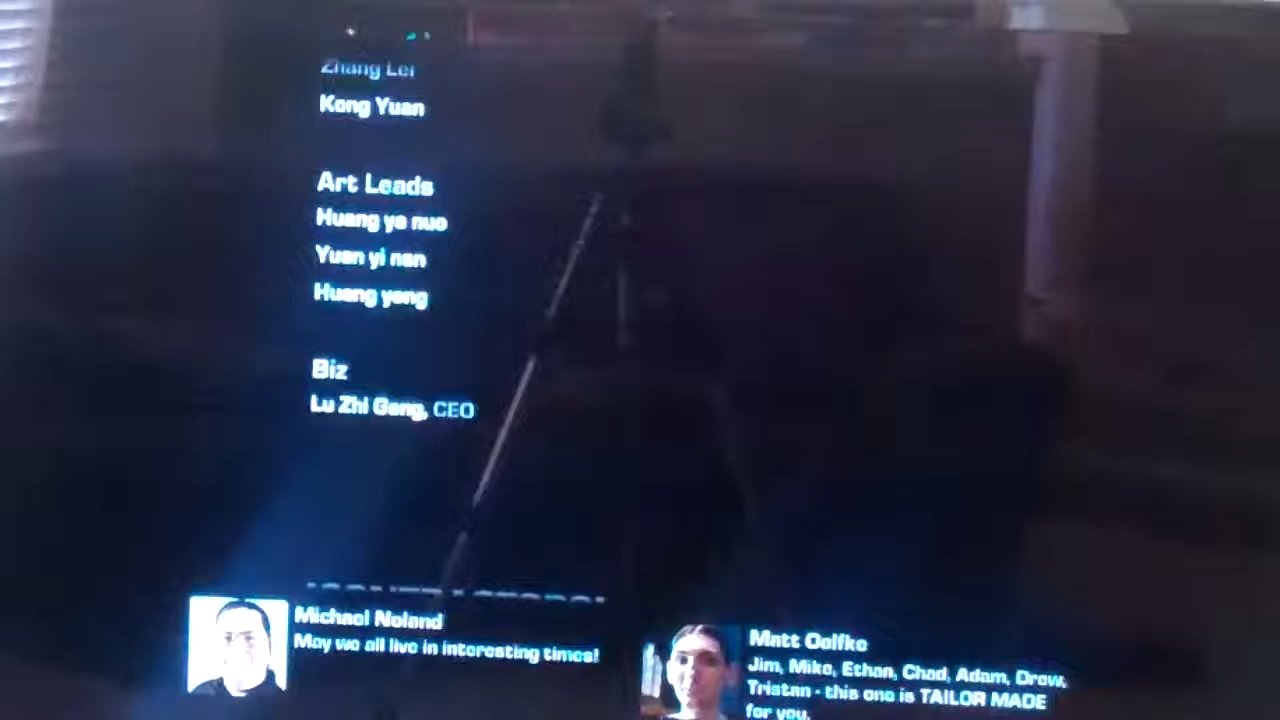 Zhang Lei
Kong Yuan
Art Leads
Huang ya nuo
Yuan yi nan
Huang yong
Biz
Lu Zhi Gang, CEO
Michael Noland
May we all live in interesting times!
Matt Oelfke
Jim, Mike, Ethan, Chad, Adam, Drew,
Tristan - this one is TAILOR MADE
for you.